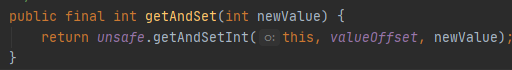 public final int getAndSet(int newValue) {
return unsafe.getAndSetInt( o: this, valueOffset, newValue);
}